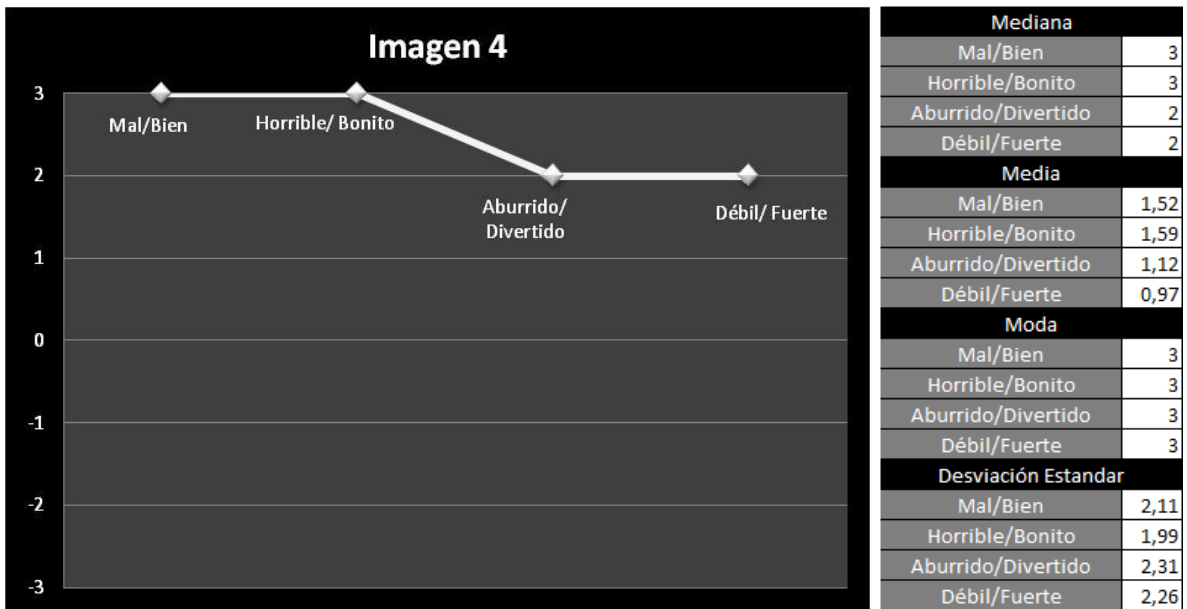 Imagen 4
3
2
1
0
-1
-2
-3
Mal/Bien
Horrible/ Bonito
Aburrido/
Divertido
Débil/ Fuerte
Mediana
Mal/Bien 3
Horrible/Bonito 3
Aburrido/Divertido 2
Débil/Fuerte 2
Media
Mal/Bien 1,52
Horrible/Bonito 1,59
Aburrido/Divertido 1,12
Débil/Fuerte 0,97
Moda
Mal/Bien 3
Horrible/Bonito 3
Aburrido/Divertido 3
Débil/Fuerte 3
Desviación Estandar
Mal/Bien 2,11
Horrible/Bonito 1,99
Aburrido/Divertido 2,31
Débil/Fuerte 2,26